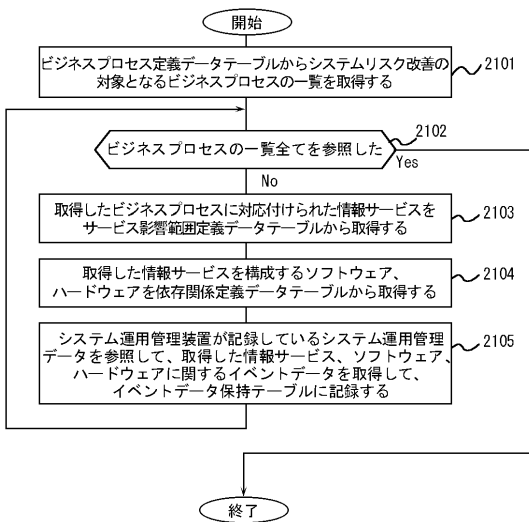 開始
ビジネスプロセス定義データテーブルからシステムリスク改善の
対象となるビジネスプロセスの一覧を取得する
2101
ビジネスプロセスの一覧全てを参照した
2102
Yes
No
取得したビジネスプロセスに対応付けられた情報サービスを
サービス影響範囲定義データテーブルから取得する
2103
取得した情報サービスを構成するソフトウェア、
ハードウェアを依存関係定義データテーブルから取得する
2104
システム運用管理装置が記録しているシステム運用管理
データを参照して、取得した情報サービス、ソフトウェア、
ハードウェアに関するイベントデータを取得して、
イベントデータ保持テーブルに記録する
2105
終了